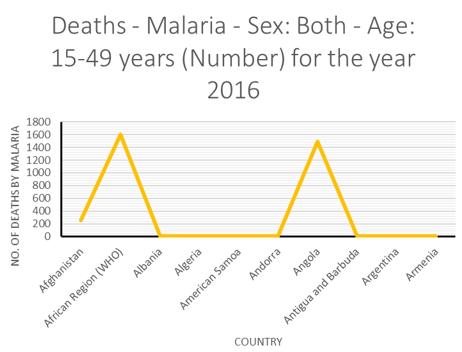 Deaths - Malaria - Sex: Both - Age:
15-49 years (Number) for the year
2016
NO. OF DEATHS BY MALARIA
1800
1600
1400
1200
1000
800
600
400
200
0
Afghanistan
African Region (WHO)
Albania
Algeria
American Samoa
Andorra
Angola
Antigua and Barbuda
Argentina
Armenia
COUNTRY